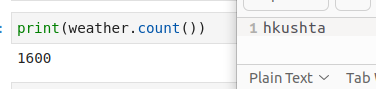 print(weather.count())
1600
1 hkushta
Plain Text
Tab